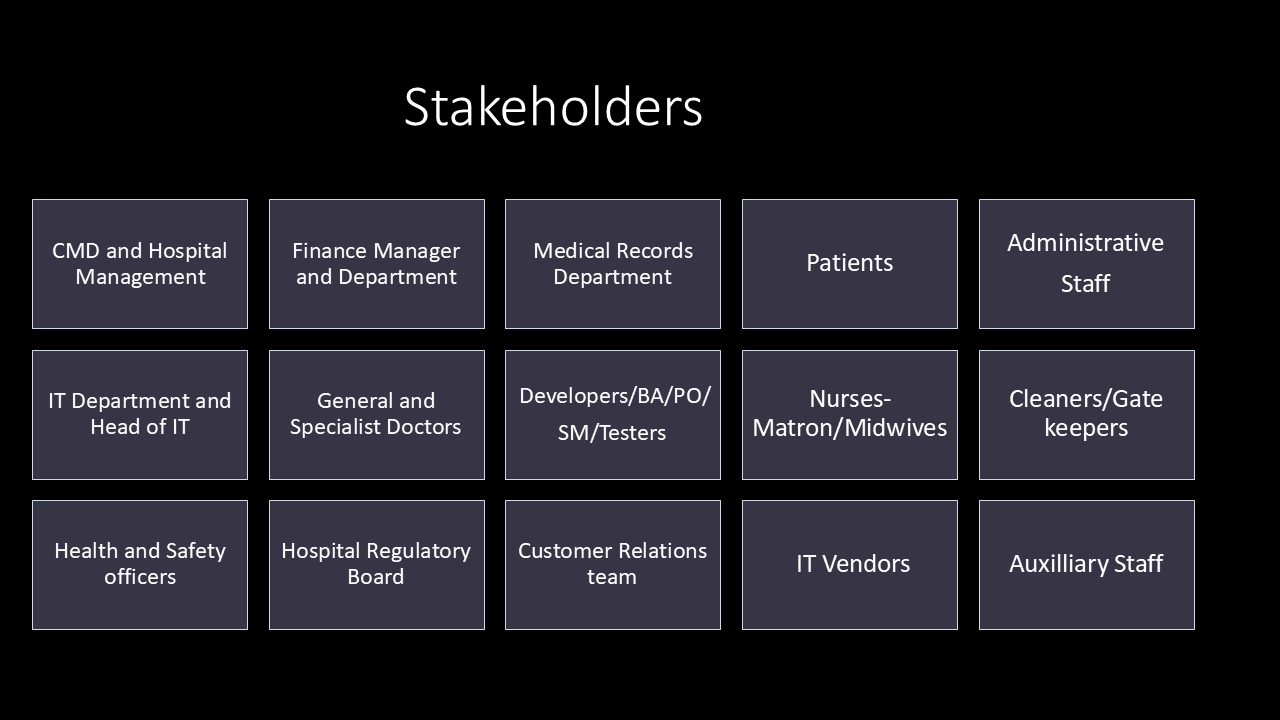 Stakeholders
CMD and Hospital
Management
Finance Manager
and Department
Medical Records
Department
Patients
Administrative
Staff
IT Department and
Head of IT
General and
Specialist Doctors
Developers/BA/PO/
SM/Testers
Nurses-
Matron/Midwives
Cleaners/Gate
keepers
Health and Safety
officers
Hospital Regulatory
Board
Customer Relations
team
IT Vendors
Auxilliary Staff